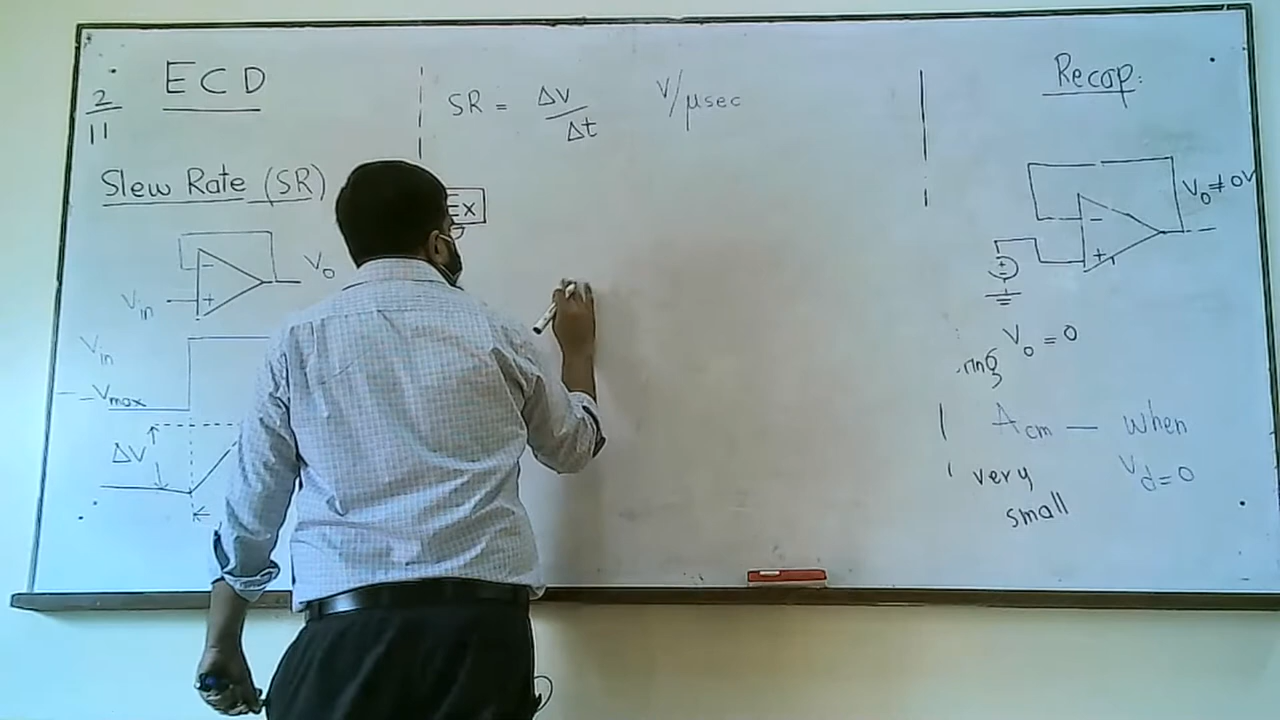 2/11
ECD
Slew Rate (SR)
Vin
Vo
Vin
Vmax
ΔV
SR = ΔV/Δt V/μsec
Ex
Recap:
Vo ≠ 0V
Vo = 0
Acm — when
very Vd = 0
small